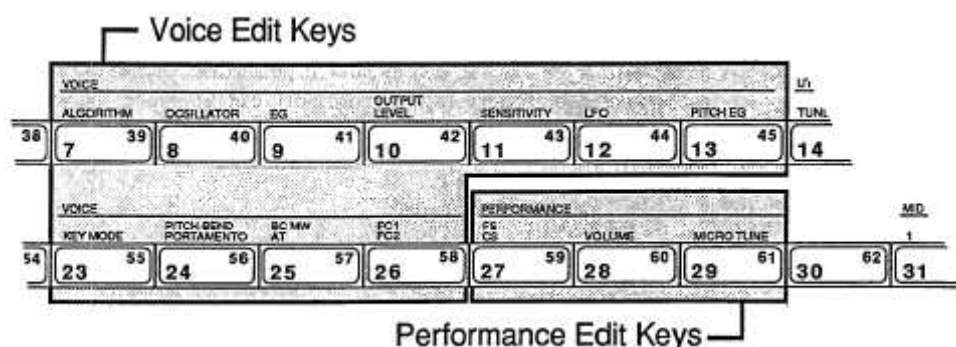 Voice Edit Keys
VOICE
ALGORITHM OCSILLATOR EG OUTPUT LEVEL SENSITIVITY LFO PITCH EG TUNE
38 7 39 8 40 9 41 10 42 11 43 12 44 13 45 14
VOICE PERFORMANCE MID
KEY MODE PITCH BEND PORTAMENTO BC MW AT FC1 FC2 FS CS VOLUME MICRO TUNE 1
54 23 55 24 56 25 57 26 58 27 59 28 60 29 61 30 62 31
Performance Edit Keys